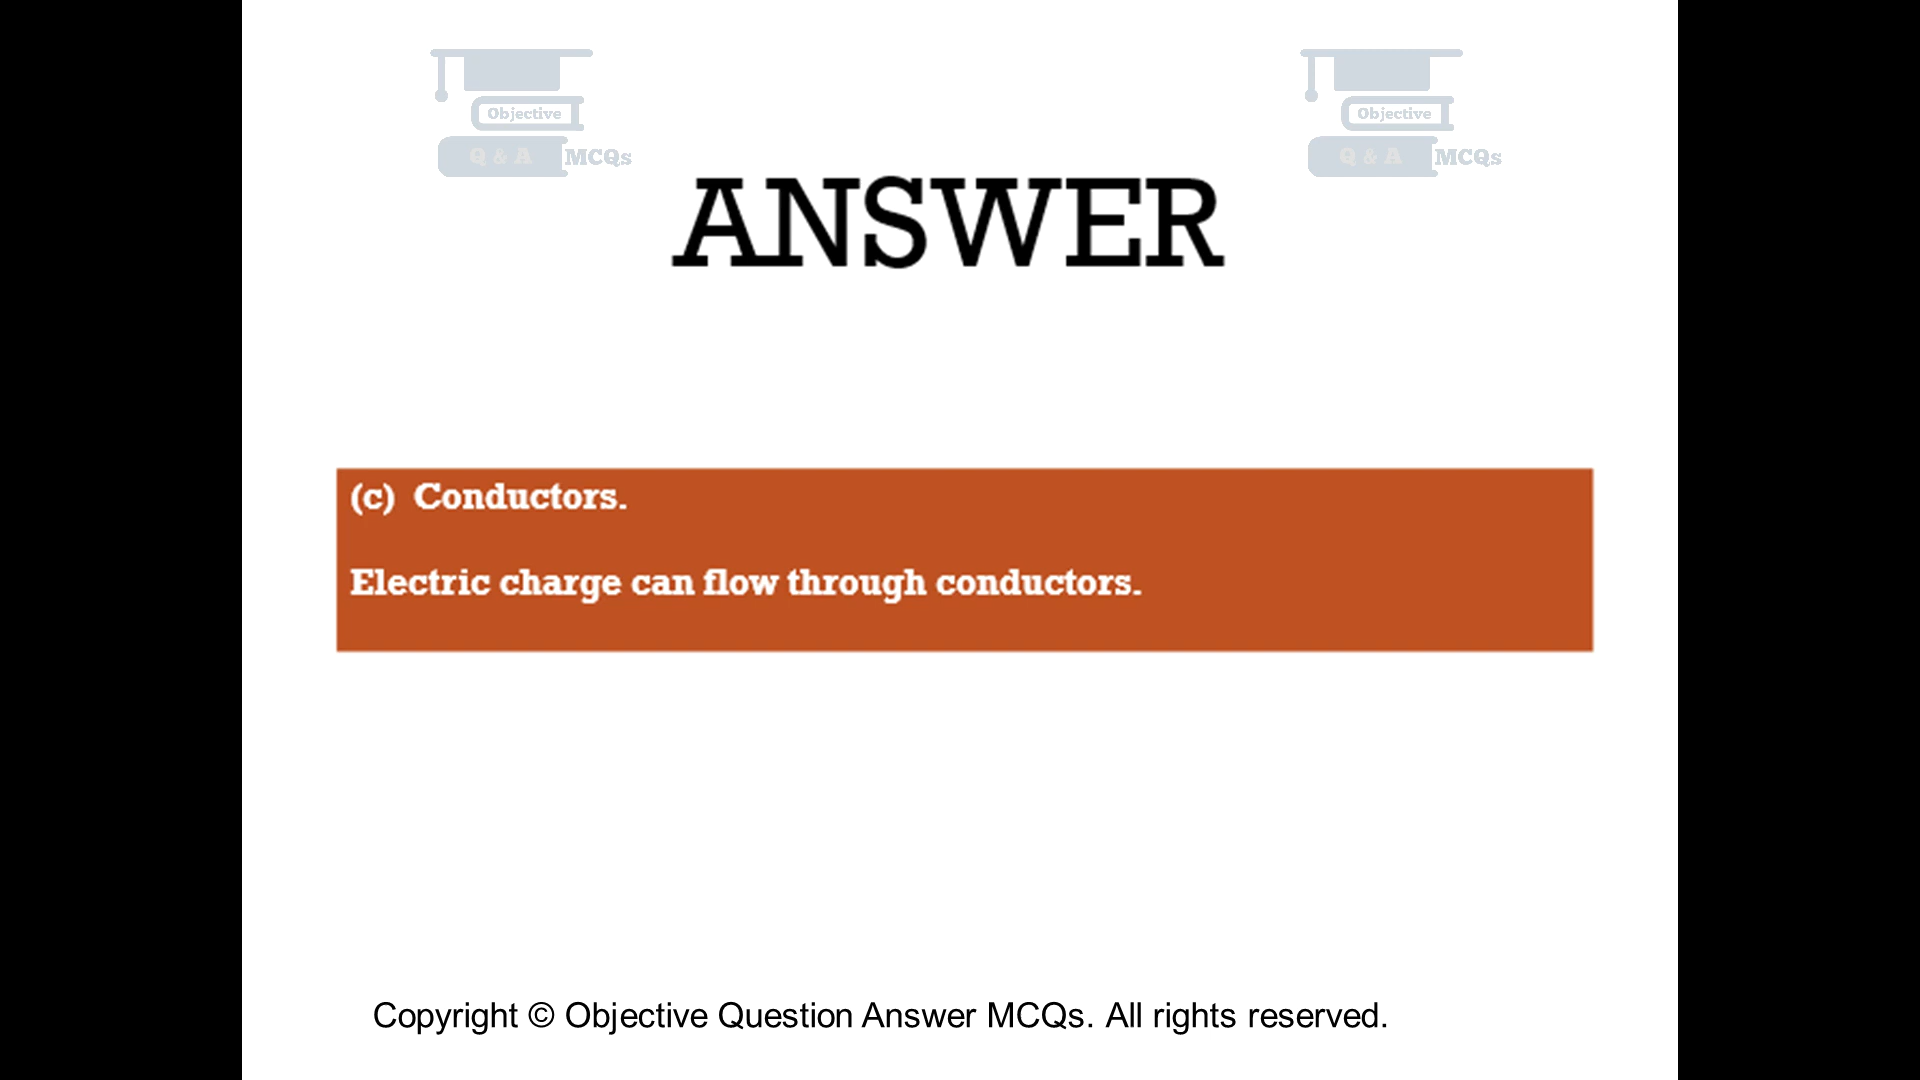 Objective
Q & A MCQs
Objective
Q & A MCQs
ANSWER
(c) Conductors.
Electric charge can flow through conductors.
Copyright © Objective Question Answer MCQs. All rights reserved.